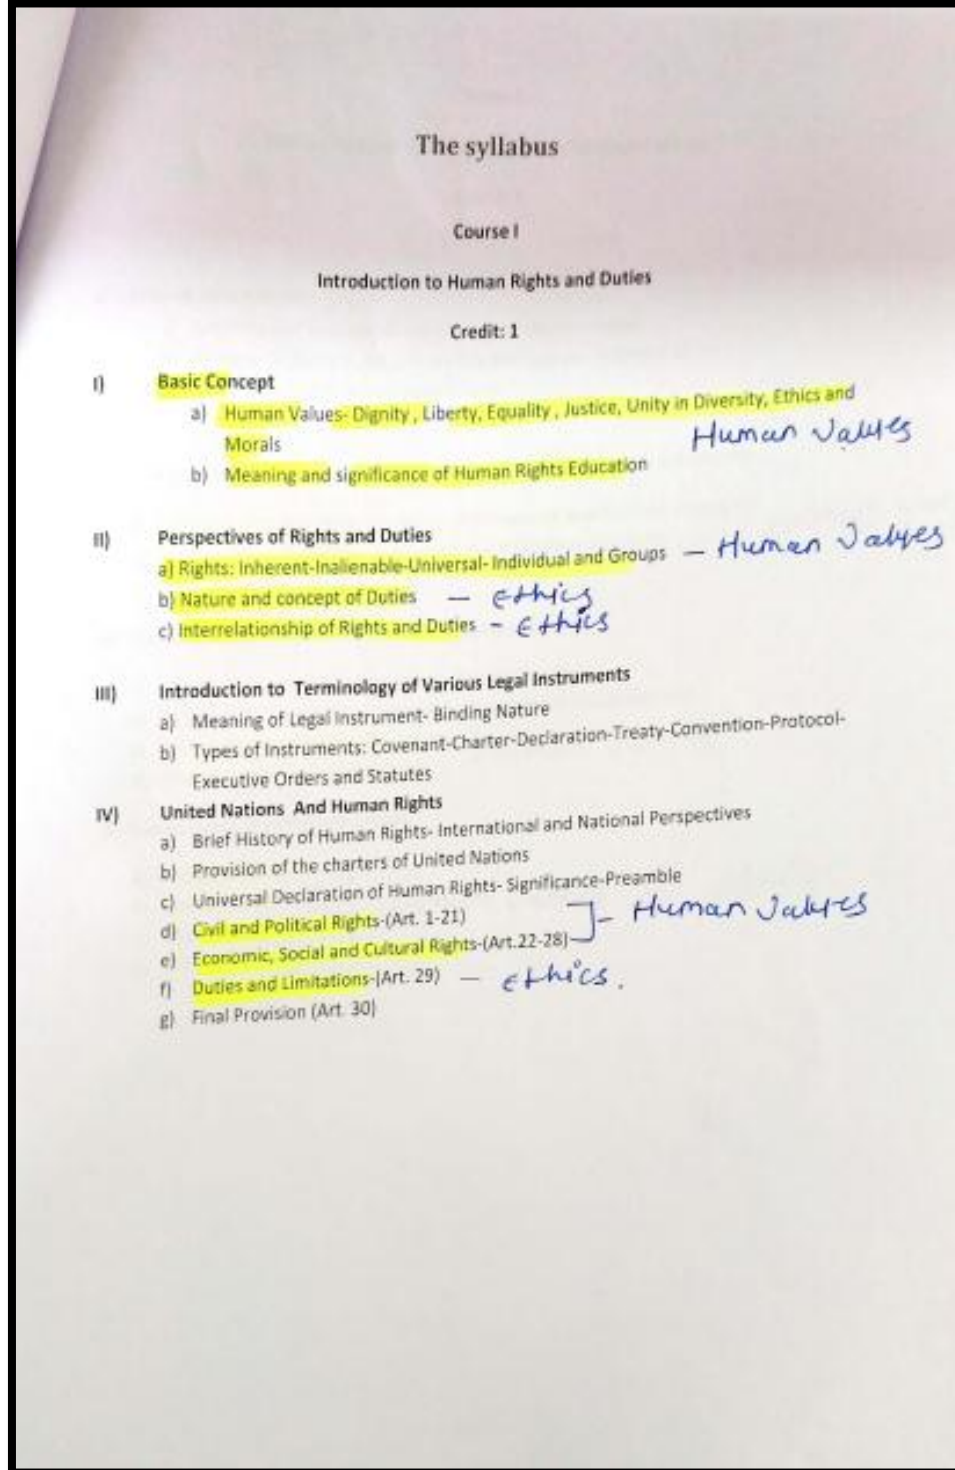 The syllabus
Course I
Introduction to Human Rights and Duties
Credit: 1
I) Basic Concept
a) Human Values- Dignity , Liberty, Equality , Justice, Unity in Diversity, Ethics and
Morals Human Values
b) Meaning and significance of Human Rights Education
II) Perspectives of Rights and Duties
a) Rights: Inherent-Inalienable-Universal- Individual and Groups — Human Values
b) Nature and concept of Duties — Ethics
c) Interrelationship of Rights and Duties - Ethics
III) Introduction to Terminology of Various Legal Instruments
a) Meaning of Legal Instrument- Binding Nature
b) Types of Instruments: Covenant-Charter-Declaration-Treaty-Convention-Protocol-
Executive Orders and Statutes
IV) United Nations And Human Rights
a) Brief History of Human Rights- International and National Perspectives
b) Provision of the charters of United Nations
c) Universal Declaration of Human Rights- Significance-Preamble
d) Civil and Political Rights-(Art. 1-21) ]- Human Values
e) Economic, Social and Cultural Rights-(Art.22-28)
f) Duties and Limitations-(Art. 29) — Ethics.
g) Final Provision (Art. 30)